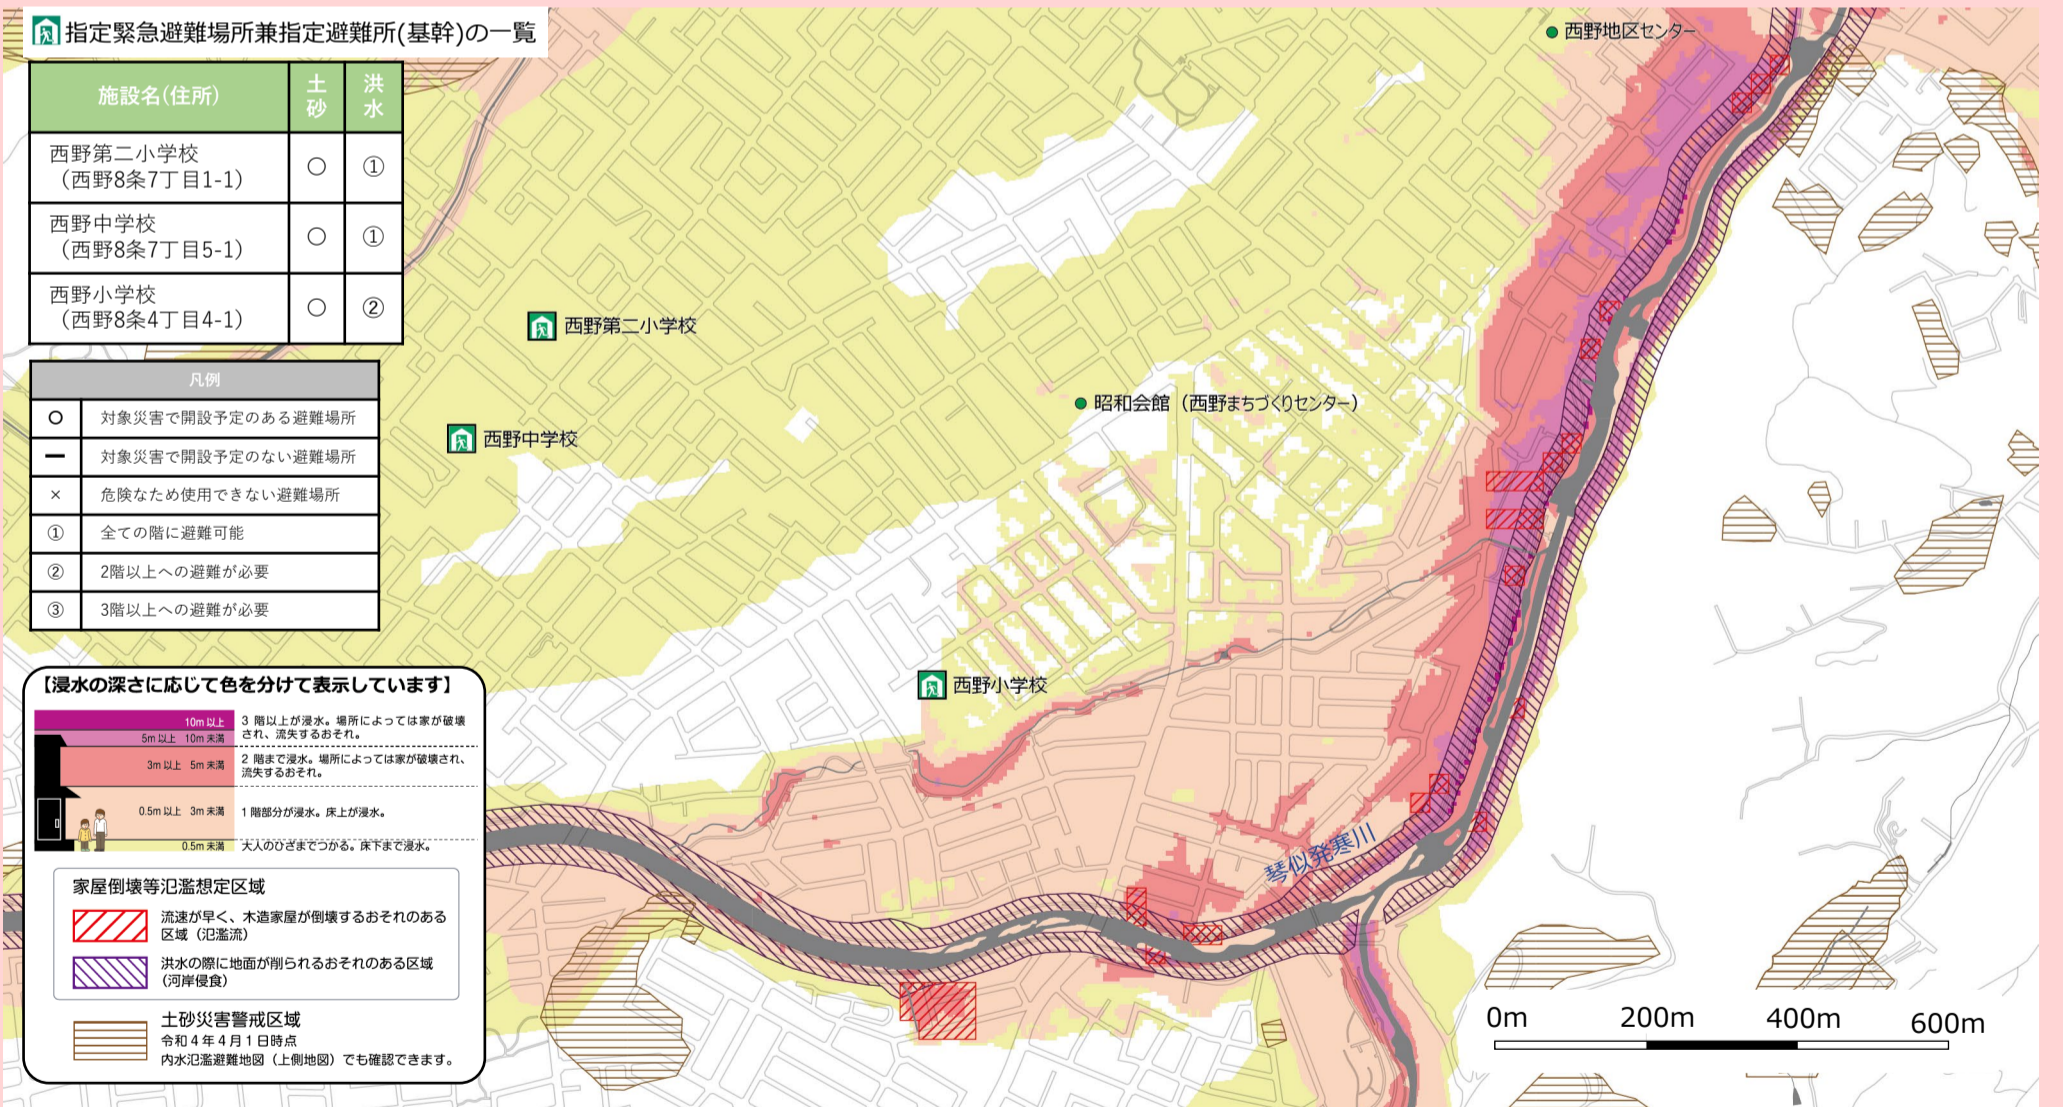 指定緊急避難場所兼指定避難所(基幹)の一覧
施設名(住所) 土砂 洪水
西野第二小学校
（西野8条7丁目1-1） ○ ①
西野中学校
（西野8条7丁目5-1） ○ ①
西野小学校
（西野8条4丁目4-1） ○ ②
凡例
○ 対象災害で開設予定のある避難場所
ー 対象災害で開設予定のない避難場所
× 危険なため使用できない避難場所
① 全ての階に避難可能
② 2階以上への避難が必要
③ 3階以上への避難が必要
【浸水の深さに応じて色を分けて表示しています】
10m 以上
5m 以上 10m 未満
3 階以上が浸水。場所によっては家が破壊
され、流失するおそれ。
3m 以上 5m 未満
2 階まで浸水。場所によっては家が破壊され、
流失するおそれ。
0.5m 以上 3m 未満
1 階部分が浸水。床上が浸水。
0.5m 未満
大人のひざまでつかる。床下まで浸水。
家屋倒壊等氾濫想定区域
流速が早く、木造家屋が倒壊するおそれのある
区域（氾濫流）
洪水の際に地面が削られるおそれのある区域
（河岸侵食）
土砂災害警戒区域
令和４年４月１日時点
内水氾濫避難地図（上側地図）でも確認できます。
西野地区センター
西野第二小学校
昭和会館（西野まちづくりセンター）
西野中学校
西野小学校
琴似発寒川
0m 200m 400m 600m